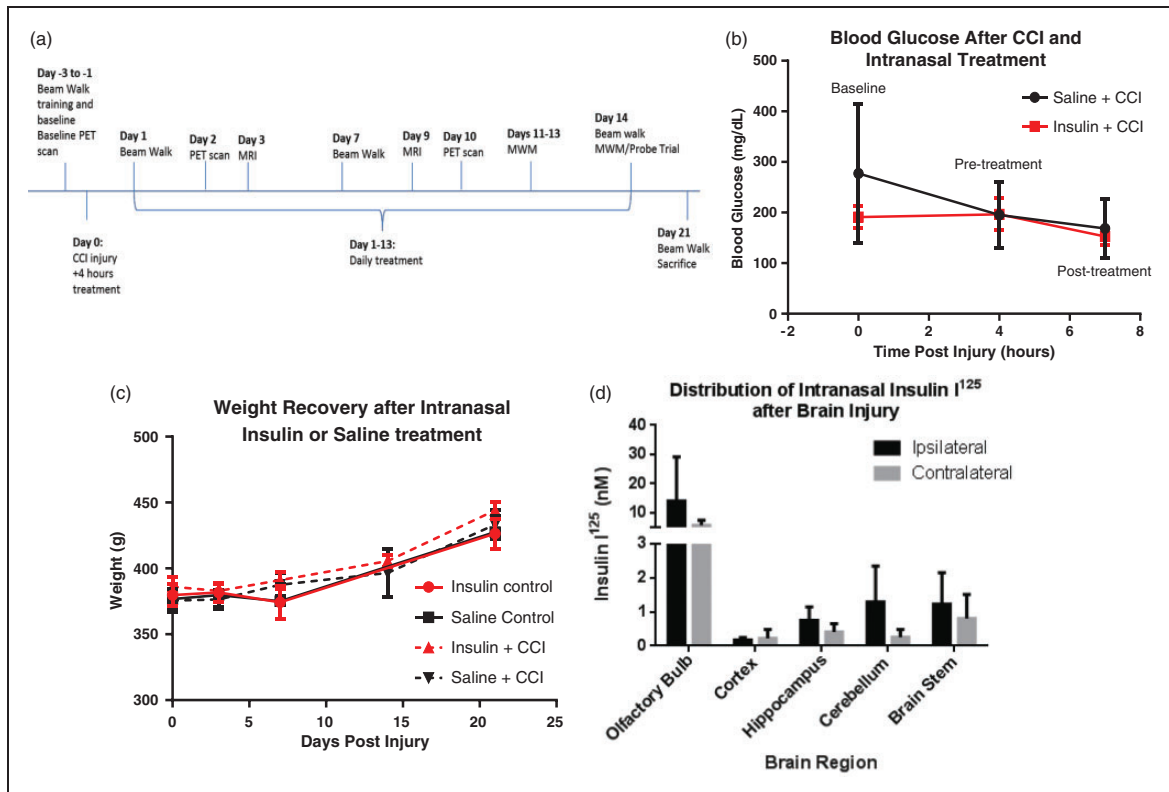 (a)
Day -3 to -1
Beam Walk
training and
baseline
Baseline PET
scan
Day 1
Beam Walk
Day 2
PET scan
Day 3
MRI
Day 7
Beam Walk
Day 9
MRI
Day 10
PET scan
Days 11-13
MWM
Day 14
Beam walk
MWM/Probe Trial
Day 0:
CCI injury
+4 hours
treatment
Day 1-13:
Daily treatment
Day 21
Beam Walk
Sacrifice
(b)
Blood Glucose After CCI and
Intranasal Treatment
Blood Glucose (mg/dL)
500
400
300
200
100
0
-2
0
2
4
6
8
Time Post Injury (hours)
Baseline
Pre-treatment
Post-treatment
Saline + CCI
Insulin + CCI
(c)
Weight Recovery after Intranasal
Insulin or Saline treatment
Weight (g)
500
450
400
350
300
0
5
10
15
20
25
Days Post Injury
Insulin control
Saline Control
Insulin + CCI
Saline + CCI
(d)
Distribution of Intranasal Insulin I¹²⁵
after Brain Injury
Insulin I¹²⁵ (nM)
40
30
20
10
3
2
1
0
Ipsilateral
Contralateral
Olfactory Bulb
Cortex
Hippocampus
Cerebellum
Brain Stem
Brain Region